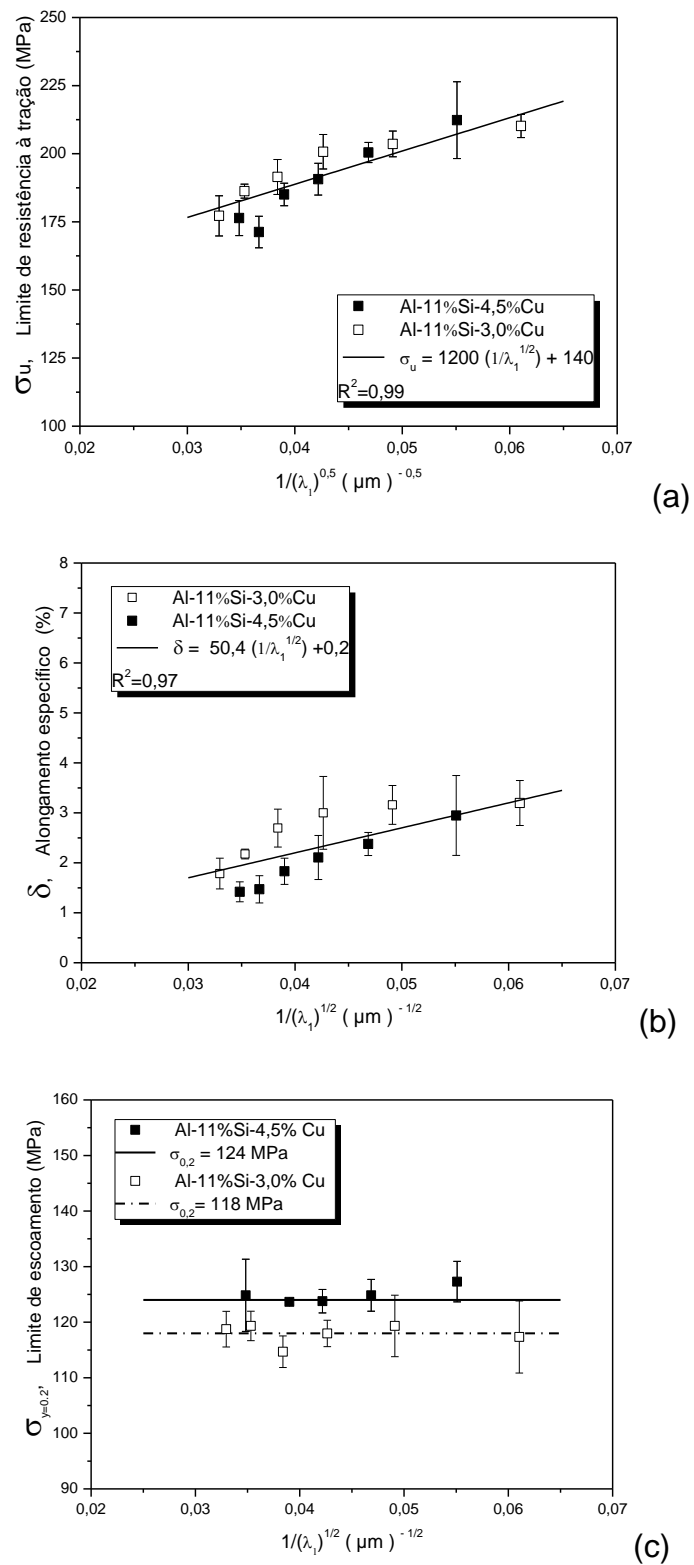 250
225
200
175
150
125
100
σu, Limite de resistência à tração (MPa)
Al-11%Si-4,5%Cu
Al-11%Si-3,0%Cu
σu = 1200 (1/λ1^1/2) + 140
R²=0,99
0,02 0,03 0,04 0,05 0,06 0,07
1/(λ1)^0,5 ( μm ) ^- 0,5
(a)
8
7
6
5
4
3
2
1
0
δ, Alongamento específico (%)
Al-11%Si-3,0%Cu
Al-11%Si-4,5%Cu
δ = 50,4 (1/λ1^1/2) +0,2
R²=0,97
0,02 0,03 0,04 0,05 0,06 0,07
1/(λ1)^1/2 ( μm ) ^- 1/2
(b)
160
150
140
130
120
110
100
90
σy=0.2, Limite de escoamento (MPa)
Al-11%Si-4,5% Cu
σ0,2 = 124 MPa
Al-11%Si-3,0% Cu
σ0,2= 118 MPa
0,02 0,03 0,04 0,05 0,06 0,07
1/(λ1)^1/2 ( μm ) ^- 1/2
(c)